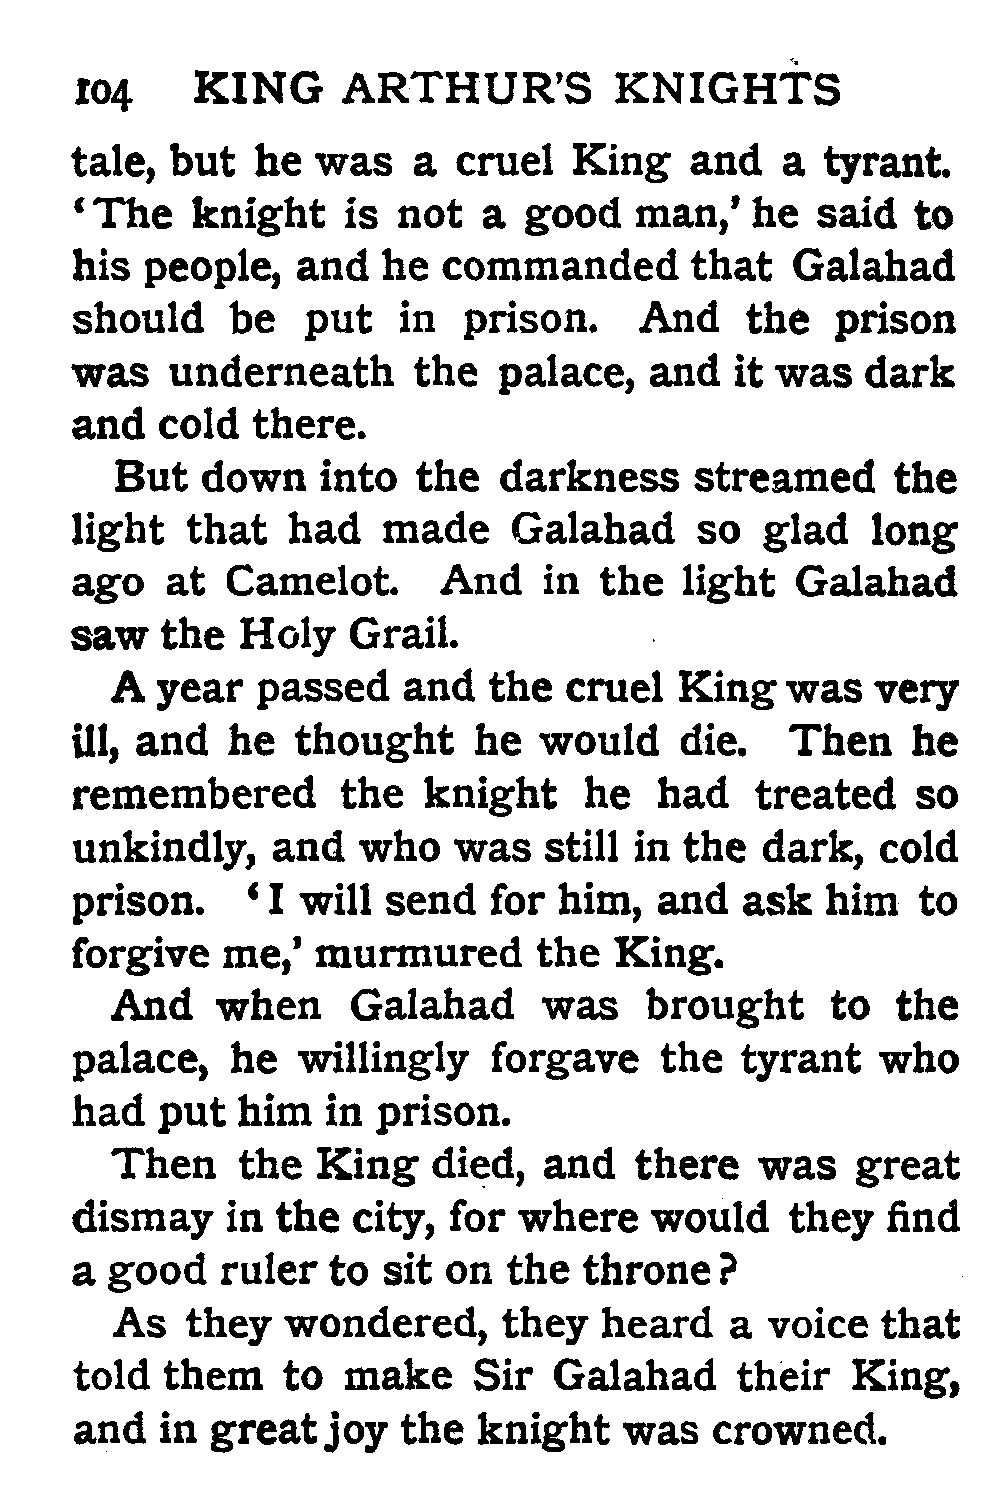 104 KING ARTHUR'S KNIGHTS
tale, but he was a cruel King and a tyrant.
‘The knight is not a good man,’ he said to
his people, and he commanded that Galahad
should be put in prison. And the prison
was underneath the palace, and it was dark
and cold there.
But down into the darkness streamed the
light that had made Galahad so glad long
ago at Camelot. And in the light Galahad
saw the Holy Grail.
A year passed and the cruel King was very
ill, and he thought he would die. Then he
remembered the knight he had treated so
unkindly, and who was still in the dark, cold
prison. ‘I will send for him, and ask him to
forgive me,’ murmured the King.
And when Galahad was brought to the
palace, he willingly forgave the tyrant who
had put him in prison.
Then the King died, and there was great
dismay in the city, for where would they find
a good ruler to sit on the throne?
As they wondered, they heard a voice that
told them to make Sir Galahad their King,
and in great joy the knight was crowned.